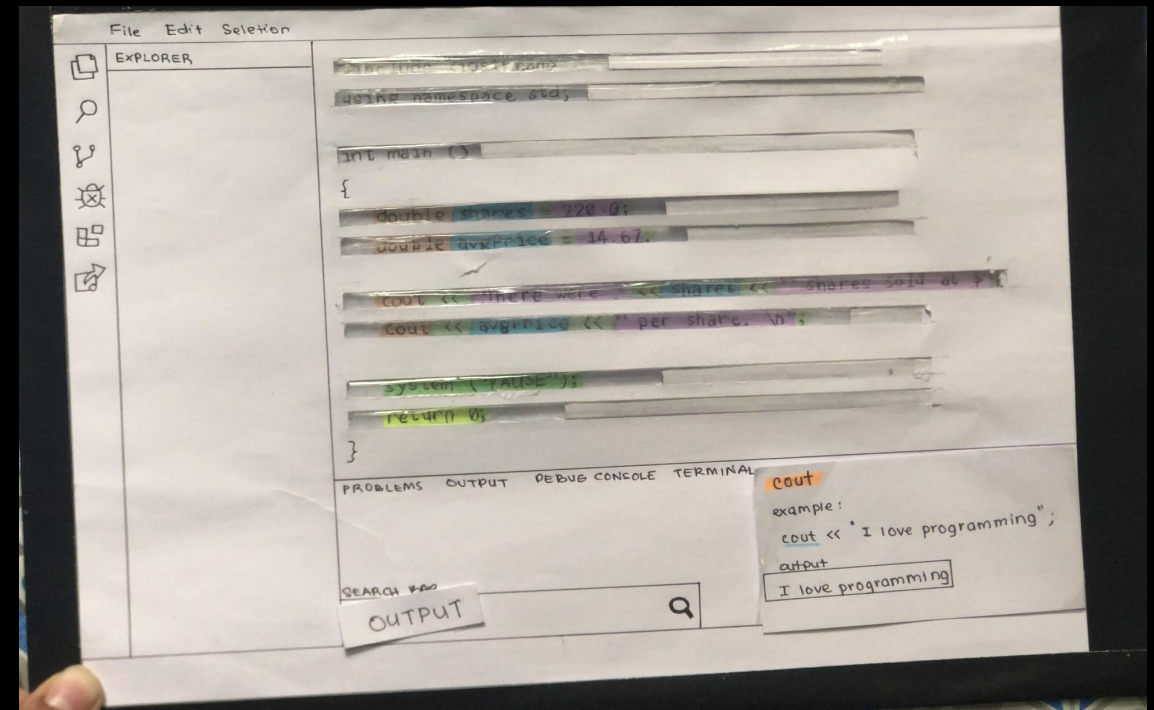 File Edit Seletion
EXPLORER
using namespace std;
int main ()
{
double shares = 220.0;
double avgPrice = 14.67;
cout << "There were " << shares << " shares sold at
cout << avgPrice << " per share. \n";
system ("PAUSE");
return 0;
}
PROBLEMS OUTPUT DEBUG CONSOLE TERMINAL
SEARCH
OUTPUT
cout
example:
cout << "I love programming";
output
I love programming